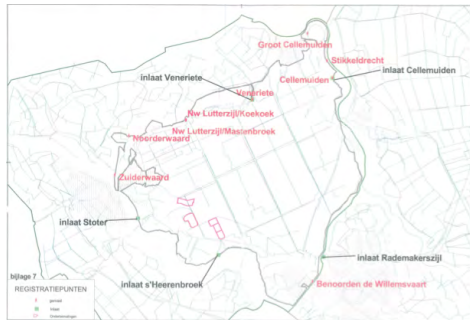 Groot Cellemuiden
Stikkeldrecht
inlaat Veneriete
Cellemuiden
inlaat Cellemuiden
Veneriete
Nw Lutterzijl/Koekoek
Nw Lutterzijl/Mastenbroek
Noorderwaard
Zuiderwaard
inlaat Stoter
inlaat Rademakerszijl
inlaat s'Heerenbroek
bijlage 7
Benoorden de Willemsvaart
REGISTRATIEPUNTEN
gemaal
inlaat